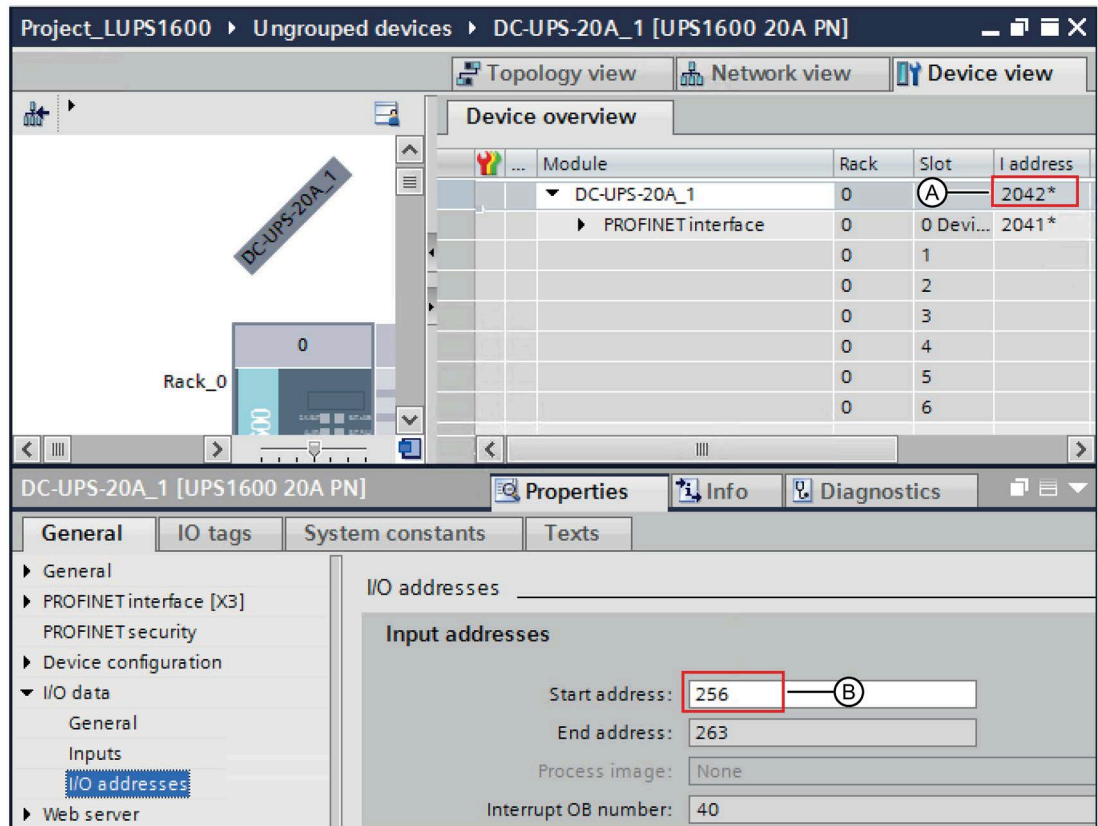 Project_LUPS1600 ▸ Ungrouped devices ▸ DC-UPS-20A_1 [UPS1600 20A PN]
Topology view Network view Device view
Device overview
... Module Rack Slot I address
DC-UPS-20A_1 0 A 2042*
PROFINET interface 0 0 Devi... 2041*
0 1
0 2
0 3
0 4
0 5
0 6
DC-UPS-20A_1
0
Rack_0
DC-UPS-20A_1 [UPS1600 20A PN] Properties Info Diagnostics
General IO tags System constants Texts
General
PROFINET interface [X3]
PROFINET security
Device configuration
I/O data
General
Inputs
I/O addresses
Web server
I/O addresses
Input addresses
Start address: 256 B
End address: 263
Process image: None
Interrupt OB number: 40